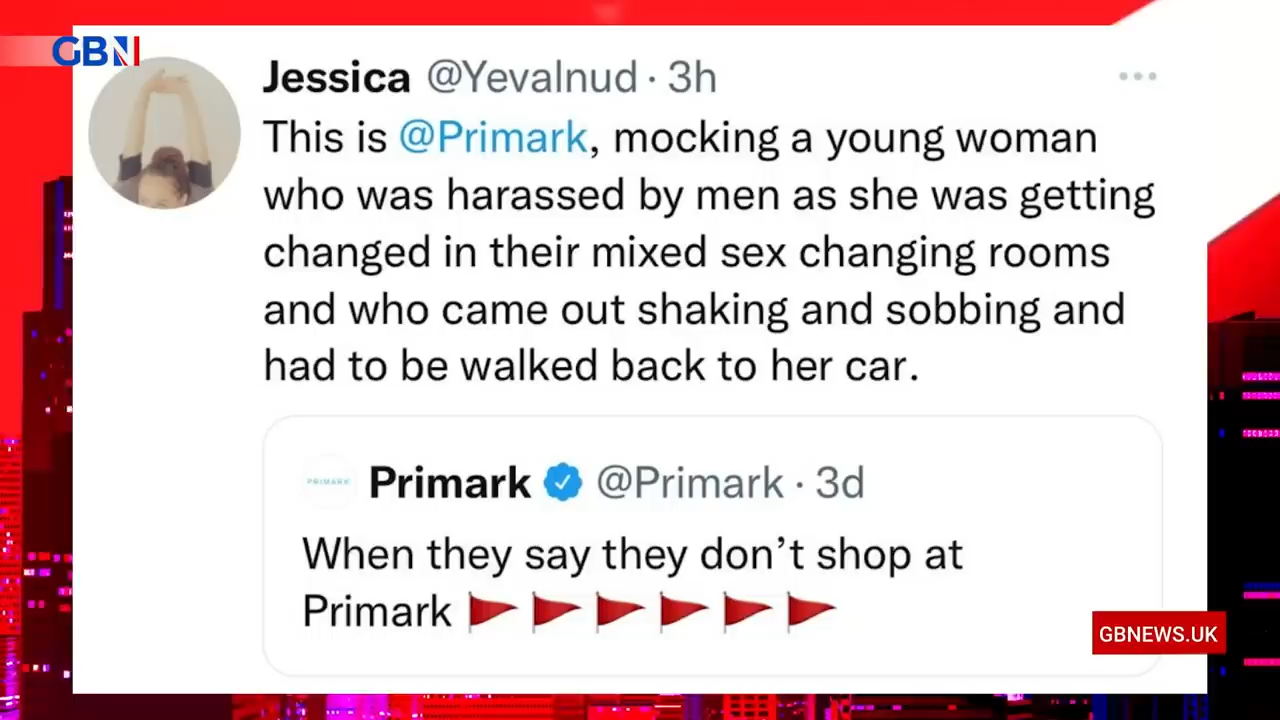 GBN
Jessica @Yevalnud · 3h
This is @Primark, mocking a young woman
who was harassed by men as she was getting
changed in their mixed sex changing rooms
and who came out shaking and sobbing and
had to be walked back to her car.
PRIMARK
Primark @Primark · 3d
When they say they don’t shop at
Primark 🚩 🚩 🚩 🚩 🚩 🚩
GBNEWS.UK